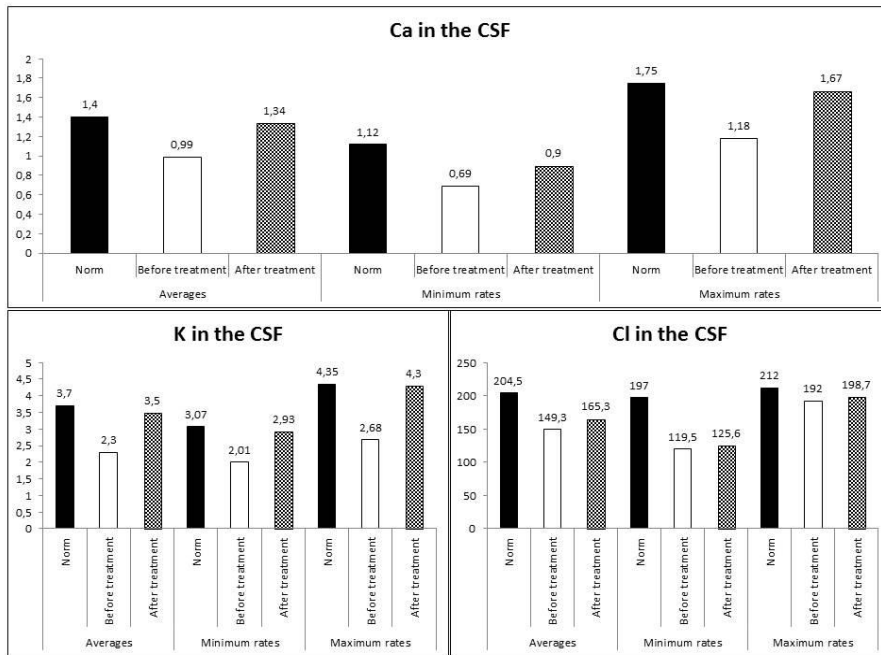 Ca in the CSF
2
1,8
1,6
1,4
1,2
1
0,8
0,6
0,4
0,2
0
1,4
0,99
1,34
1,12
0,69
0,9
1,75
1,18
1,67
Norm Before treatment After treatment Norm Before treatment After treatment Norm Before treatment After treatment
Averages Minimum rates Maximum rates
K in the CSF
5
4,5
4
3,5
3
2,5
2
1,5
1
0,5
0
3,7
2,3
3,5
3,07
2,01
2,93
4,35
2,68
4,3
Norm
Before treatment
After treatment
Norm
Before treatment
After treatment
Norm
Before treatment
After treatment
Averages Minimum rates Maximum rates
Cl in the CSF
250
200
150
100
50
0
204,5
149,3
165,3
197
119,5
125,6
212
192
198,7
Norm
Before treatment
After treatment
Norm
Before treatment
After treatment
Norm
Before treatment
After treatment
Averages Minimum rates Maximum rates